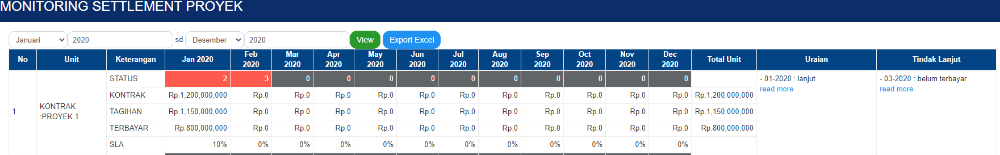 MONITORING SETTLEMENT PROYEK
Januari 2020 sd Desember 2020 View Export Excel
No Unit Keterangan Jan 2020 Feb 2020 Mar 2020 Apr 2020 May 2020 Jun 2020 Jul 2020 Aug 2020 Sep 2020 Oct 2020 Nov 2020 Dec 2020 Total Unit Uraian Tindak Lanjut
1 KONTRAK :PROYEK 1
STATUS 2 3 0 0 0 0 0 0 0 0 0 0
KONTRAK Rp.1,200,000,000 Rp.0 Rp.0 Rp.0 Rp.0 Rp.0 Rp.0 Rp.0 Rp.0 Rp.0 Rp.0 Rp.0 Rp.1,200,000,000
TAGIHAN Rp.1,150,000,000 Rp.0 Rp.0 Rp.0 Rp.0 Rp.0 Rp.0 Rp.0 Rp.0 Rp.0 Rp.0 Rp.0 Rp.1,150,000,000
TERBAYAR Rp.800,000,000 Rp.0 Rp.0 Rp.0 Rp.0 Rp.0 Rp.0 Rp.0 Rp.0 Rp.0 Rp.0 Rp.0 Rp.800,000,000
SLA 10% 0% 0% 0% 0% 0% 0% 0% 0% 0% 0% 0%
- 01-2020 : lanjut
read more
- 03-2020 : belum terbayar
read more